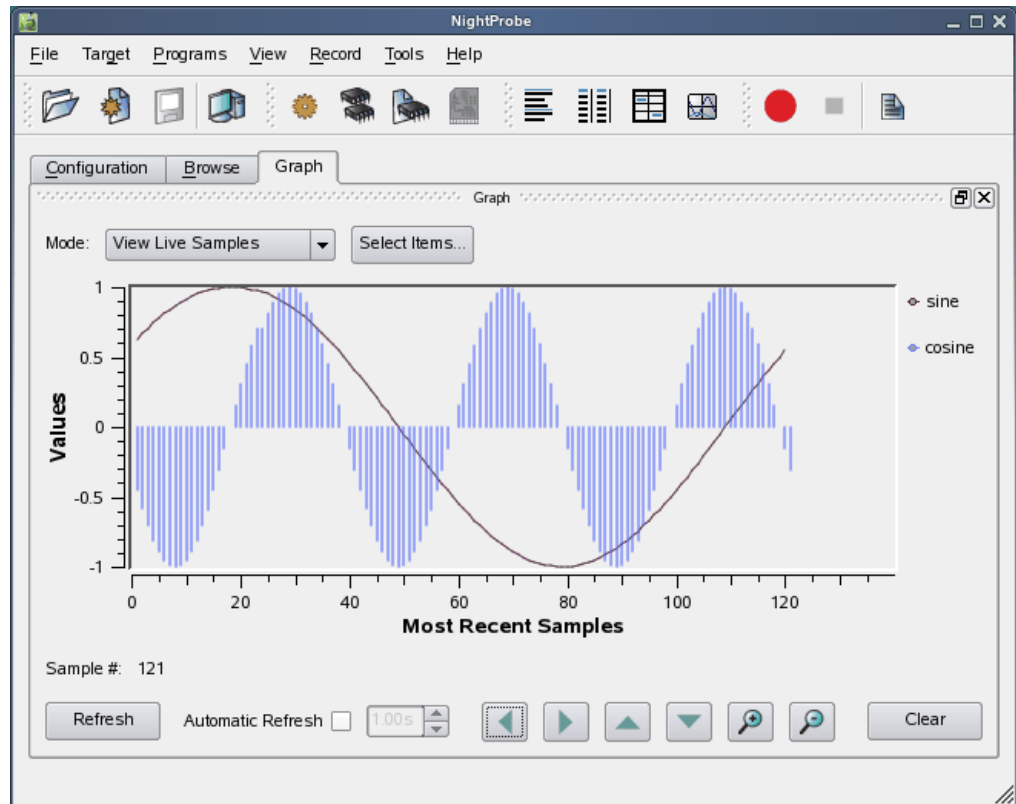 NightProbe
File Target Programs View Record Tools Help
Configuration Browse Graph
Graph
Mode: View Live Samples Select Items...
1
0.5
0
-0.5
-1
Values
sine
cosine
0 20 40 60 80 100 120
Most Recent Samples
Sample #: 121
Refresh Automatic Refresh 1.00s Clear